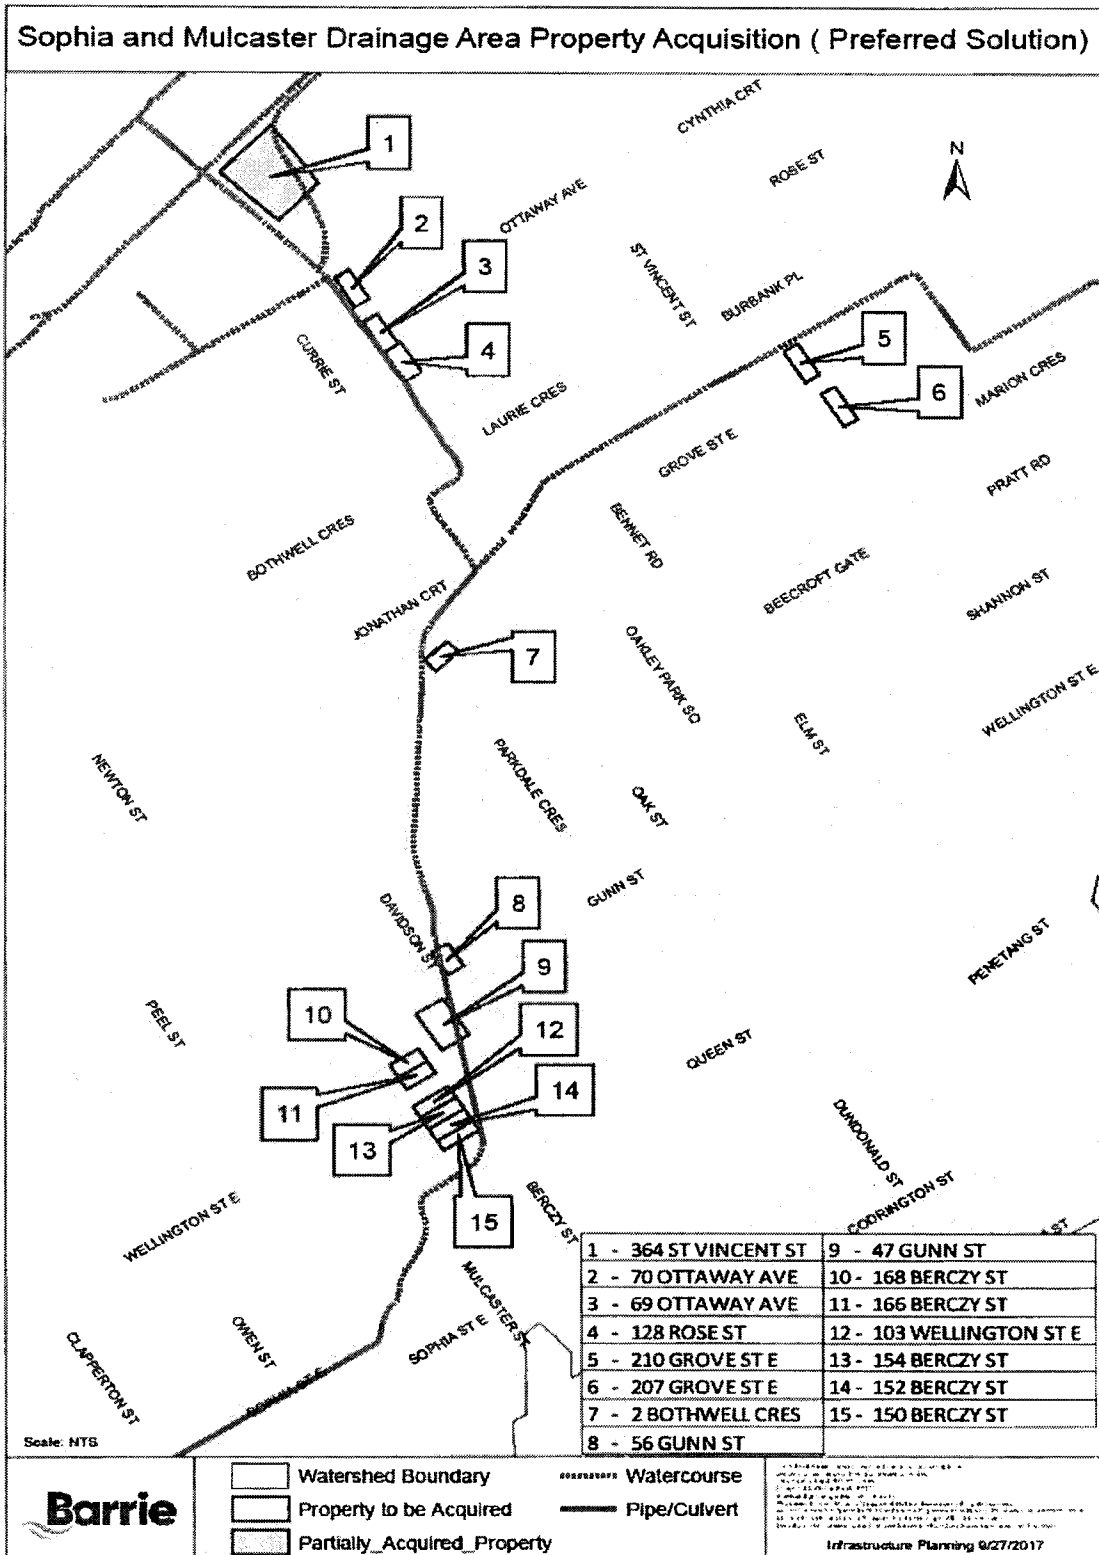 Sophia and Mulcaster Drainage Area Property Acquisition ( Preferred Solution)
CYNTHIA CRT
1
N
ROSE ST
OTTAWAY AVE
2
3
ST VINCENT ST
BURBANK PL
4
CURRIE ST
5
6
MARION CRES
LAURIE CRES
GROVE ST E
PRATT RD
BENNET RD
BOTHWELL CRES
BEECROFT GATE
SHANNON ST
JONATHAN CRT
7
OAKLEY PARK SQ
WELLINGTON ST E
ELM ST
NEWTON ST
PARKDALE CRES
OAK ST
GUNN ST
8
DAVIDSON ST
PENETANG ST
9
10
12
PEEL ST
QUEEN ST
14
11
13
DUNDONALD ST
CODRINGTON ST
15
BERCZY ST
WELLINGTON ST E
MULCASTER ST
SOPHIA ST E
OWEN ST
CLAPPERTON ST
ST
1 - 364 ST VINCENT ST
2 - 70 OTTAWAY AVE
3 - 69 OTTAWAY AVE
4 - 128 ROSE ST
5 - 210 GROVE ST E
6 - 207 GROVE ST E
7 - 2 BOTHWELL CRES
8 - 56 GUNN ST
9 - 47 GUNN ST
10 - 168 BERCZY ST
11 - 166 BERCZY ST
12 - 103 WELLINGTON ST E
13 - 154 BERCZY ST
14 - 152 BERCZY ST
15 - 150 BERCZY ST
Scale: NTS
Barrie
Watershed Boundary
Property to be Acquired
Partially_Acquired_Property
Watercourse
Pipe/Culvert
Infrastructure Planning 9/27/2017